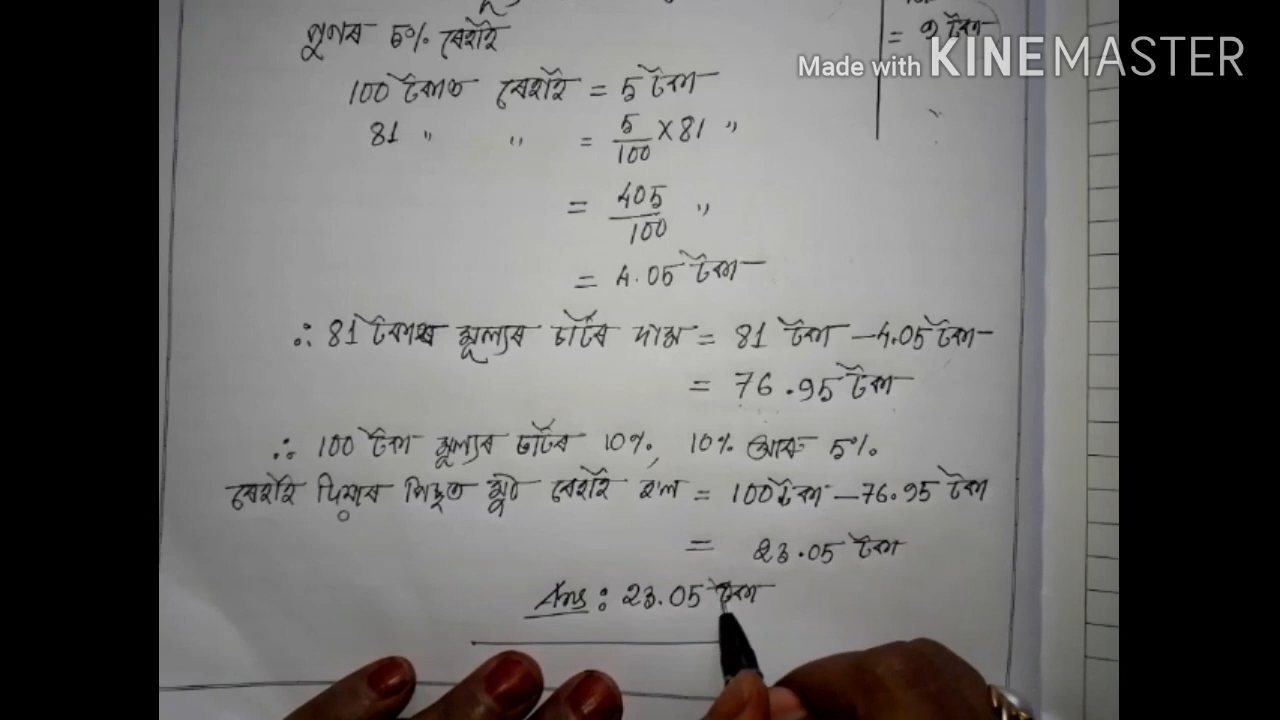 = 9 টকা
Made with KINEMASTER
5% ৰেহাই
100 টকাত ৰেহাই = 5 টকা
81 " " = 5/100 × 81 "
= 405/100 "
= 4.05 টকা
∴ 81 টকাৰ মূল্যৰ চাৰ্টৰ দাম = 81 টকা – 4.05 টকা
= 76.95 টকা
∴ 100 টকা মূল্যৰ চাৰ্টৰ 10%, 10% আৰু 5%
ৰেহাই দিয়াৰ পিছত মুঠ ৰেহাই হ'ল = 100 টকা – 76.95 টকা
= 23.05 টকা
Ans : 23.05 টকা